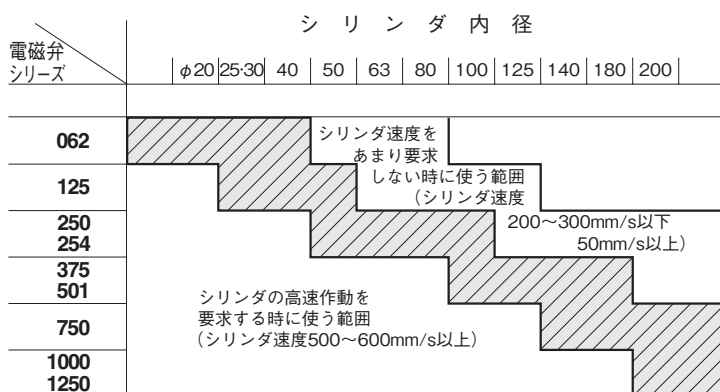 シリンダ内径
電磁弁
シリーズ
φ20 25·30 40 50 63 80 100 125 140 180 200
062
125
250
254
375
501
750
1000
1250
シリンダ速度を
あまり要求
しない時に使う範囲
（シリンダ速度
200～300mm/s以下
50mm/s以上）
シリンダの高速作動を
要求する時に使う範囲
（シリンダ速度500～600mm/s以上）